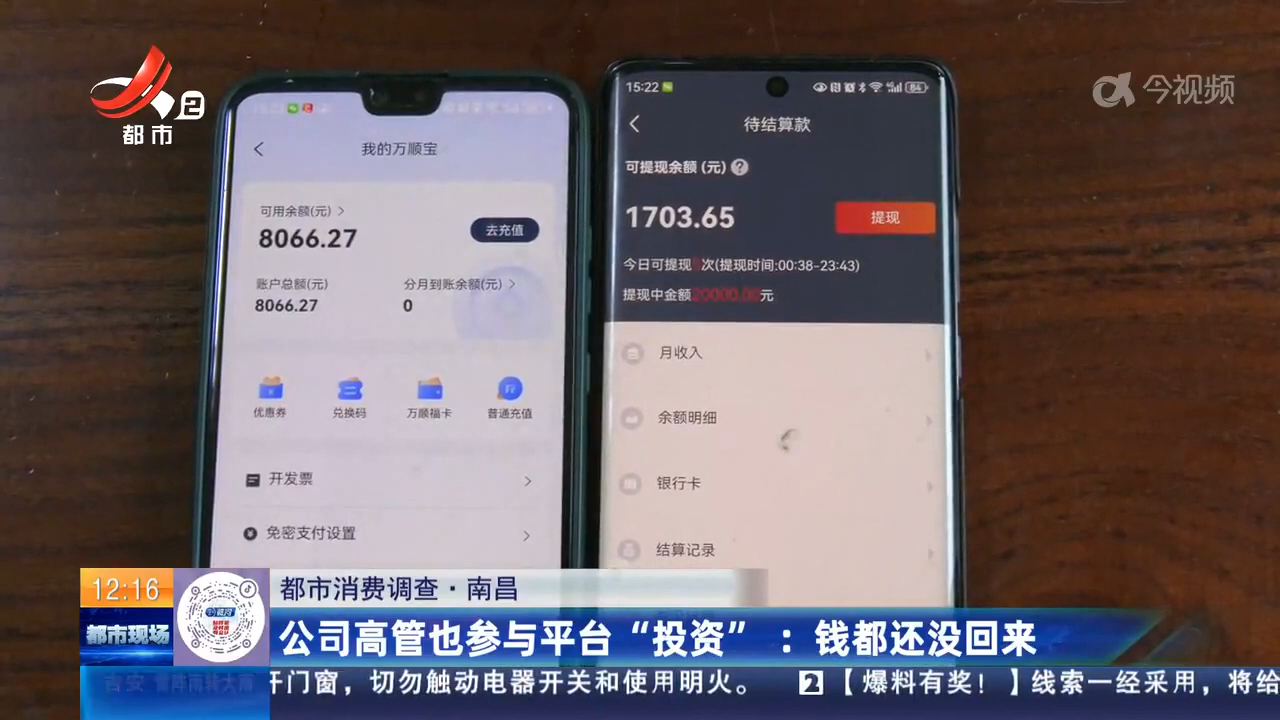 2
都市
今视频
我的万顺宝
可用余额(元) >
8066.27
去充值
账户总额(元)
8066.27
分月到账余额(元) >
0
优惠券
兑换码
万顺福卡
普通充值
开发票
免密支付设置
15:22
84
待结算款
可提现余额 (元) ?
1703.65
提现
次(提现时间:00:38-23:43)
今日可提现
提现中金额20000.00元
月收入
余额明细
银行卡
结算记录
12:16
都市现场
都市消费调查·南昌
公司高管也参与平台“投资” ：钱都还没回来
吉安
开门窗，切勿触动电器开关和使用明火。 2【爆料有奖！】线索一经采用，将给